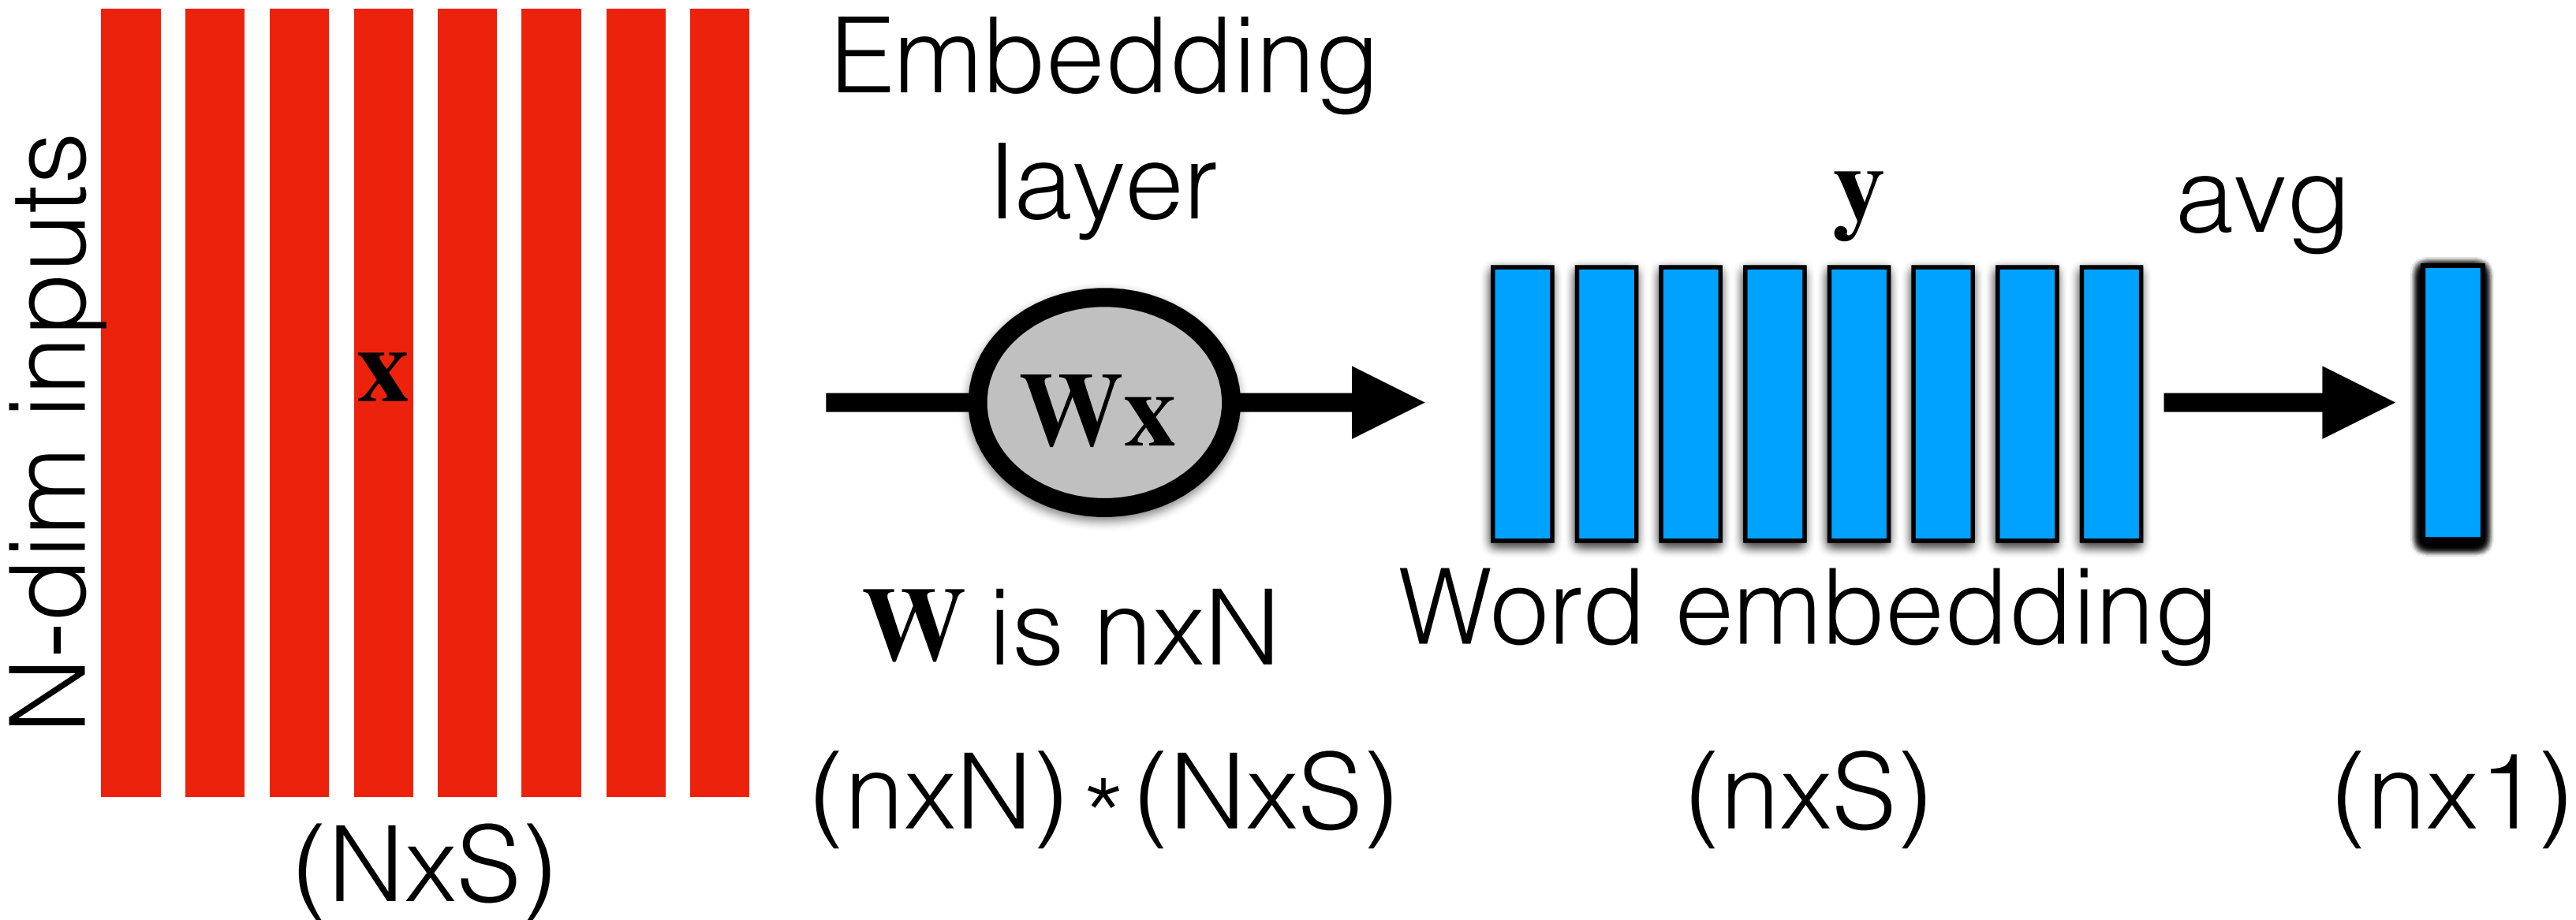 N-dim inputs
x
(NxS)
Embedding
layer
Wx
W is nxN
(nxN) * (NxS)
y
Word embedding
(nxS)
avg
(nx1)